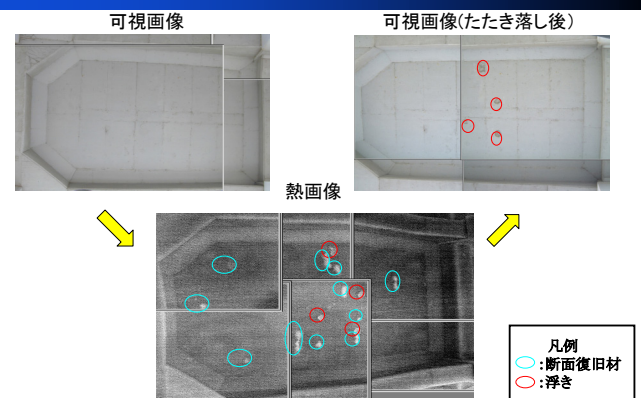 可視画像
可視画像(たたき落し後)
熱画像
凡例
:断面復旧材
:浮き